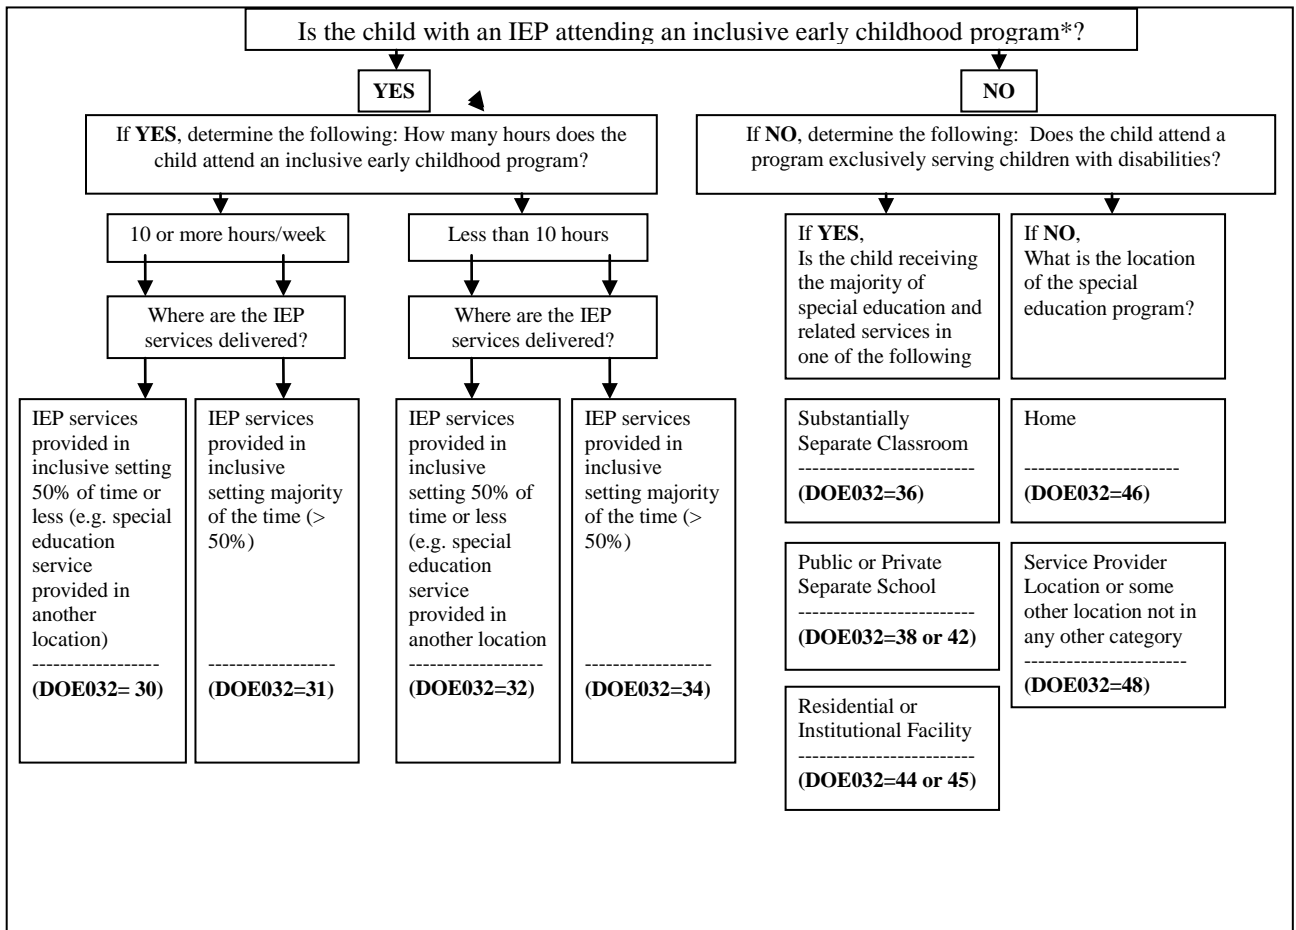 Is the child with an IEP attending an inclusive early childhood program*?
YES
NO
If YES, determine the following: How many hours does the
child attend an inclusive early childhood program?
If NO, determine the following:  Does the child attend a
program exclusively serving children with disabilities?
10 or more hours/week
Less than 10 hours
If YES,
Is the child receiving
the majority of
special education and
related services in
one of the following
If NO,
What is the location
of the special
education program?
Where are the IEP
services delivered?
Where are the IEP
services delivered?
IEP services
provided in
inclusive setting
50% of time or
less (e.g. special
education
service
provided in
another
location)
------------------
(DOE032= 30)
IEP services
provided in
inclusive
setting majority
of the time (>
50%)
------------------
(DOE032=31)
IEP services
provided in
inclusive
setting 50% of
time or less
(e.g. special
education
service
provided in
another location
-------------------
(DOE032=32)
IEP services
provided in
inclusive
setting majority
of the time (>
50%)
------------------
(DOE032=34)
Substantially
Separate Classroom
-------------------------
(DOE032=36)
Home
----------------------
(DOE032=46)
Public or Private
Separate School
-------------------------
(DOE032=38 or 42)
Service Provider
Location or some
other location not in
any other category
-----------------------
(DOE032=48)
Residential or
Institutional Facility
-------------------------
(DOE032=44 or 45)